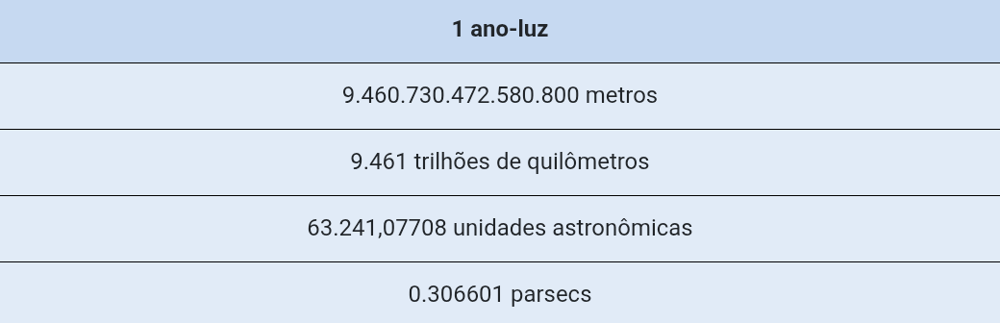 1 ano-luz
9.460.730.472.580.800 metros
9.461 trilhões de quilômetros
63.241,07708 unidades astronômicas
0.306601 parsecs